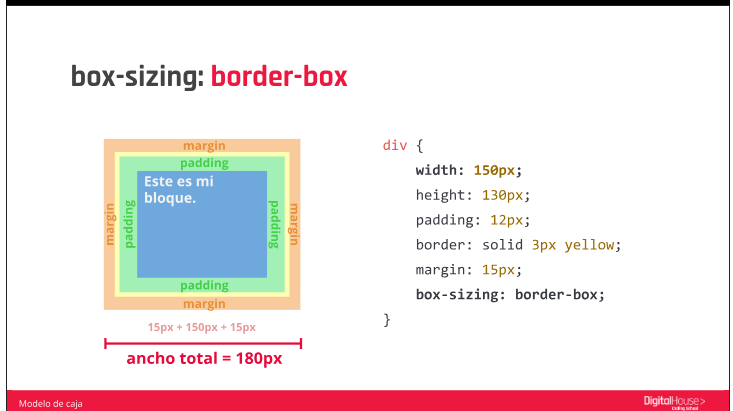 box-sizing: border-box
margin
padding
Este es mi
bloque.
margin
padding
padding
margin
padding
margin
15px + 150px + 15px
ancho total = 180px
div {
width: 150px;
height: 130px;
padding: 12px;
border: solid 3px yellow;
margin: 15px;
box-sizing: border-box;
}
Modelo de caja
DigitalHouse>
Coding School